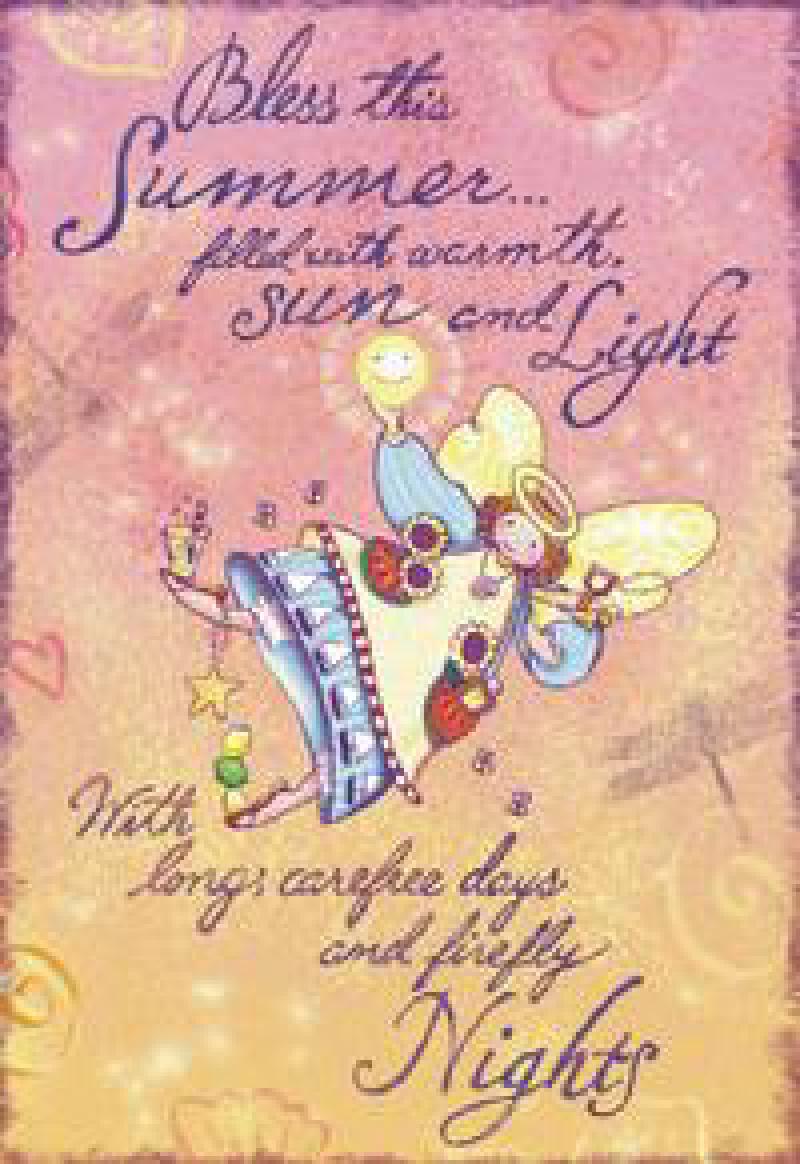 Bless this
Summer...
filled with warmth,
sun and Light
With
long, carefree days
and firefly
Nights